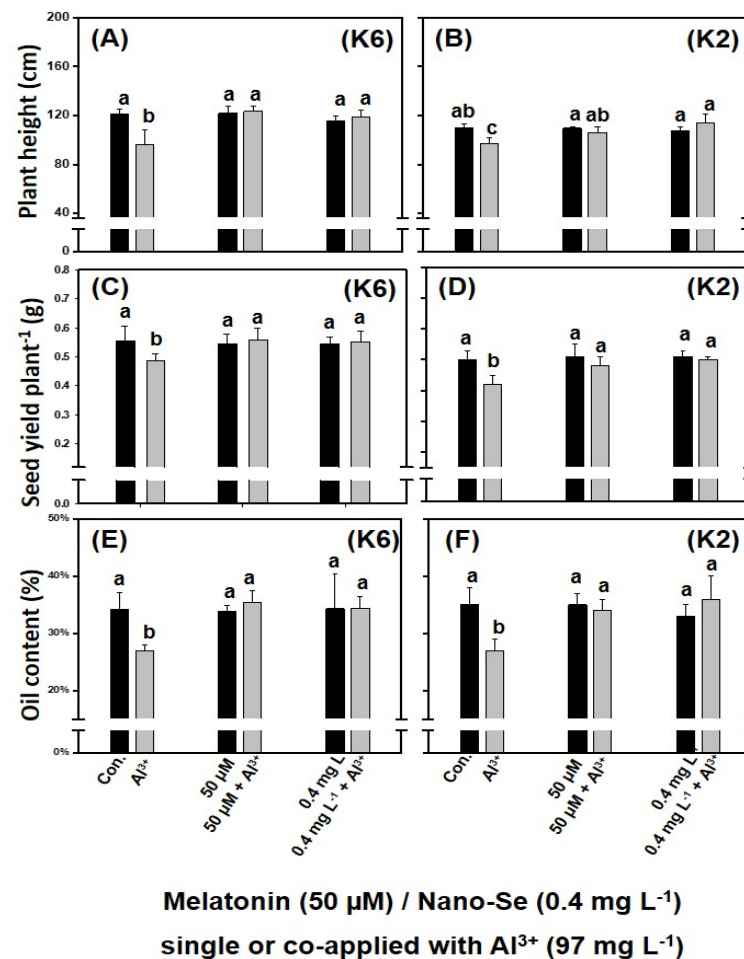 (A) (K6) (B) (K2)
Plant height (cm)
200
160
120
80
40
0
a b a a a a
ab c a ab a a
(C) (K6) (D) (K2)
Seed yield plant-1 (g)
0.8
0.7
0.6
0.5
0.4
0.3
0.2
0.0
a b a a a a
a b a a a a
(E) (K6) (F) (K2)
Oil content (%)
50%
40%
30%
20%
0%
a b a a a a
a b a a a a
Con.
Al3+
50 µM
50 µM + Al3+
0.4 mg L
0.4 mg L-1 + Al3+
Con.
Al3+
50 µM
50 µM + Al3+
0.4 mg L
0.4 mg L-1 + Al3+
Melatonin (50 µM) / Nano-Se (0.4 mg L-1)
single or co-applied with Al3+ (97 mg L-1)